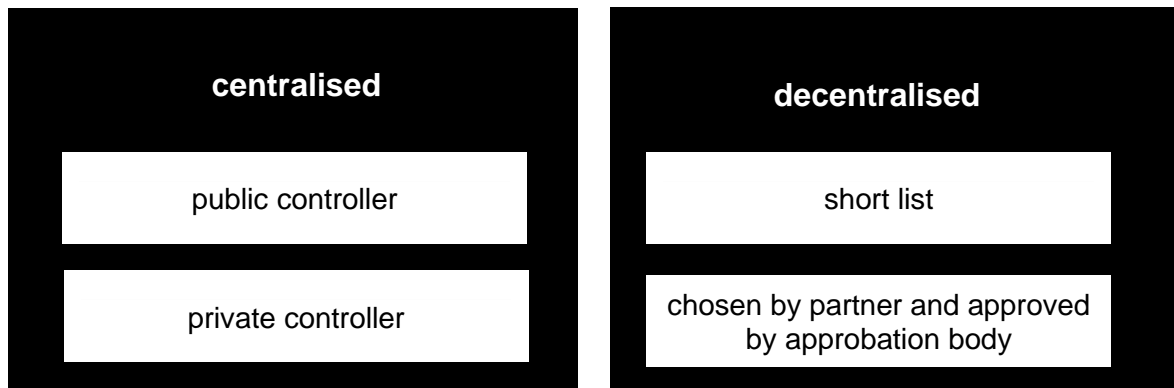 centralised
public controller
private controller
decentralised
short list
chosen by partner and approved
by approbation body